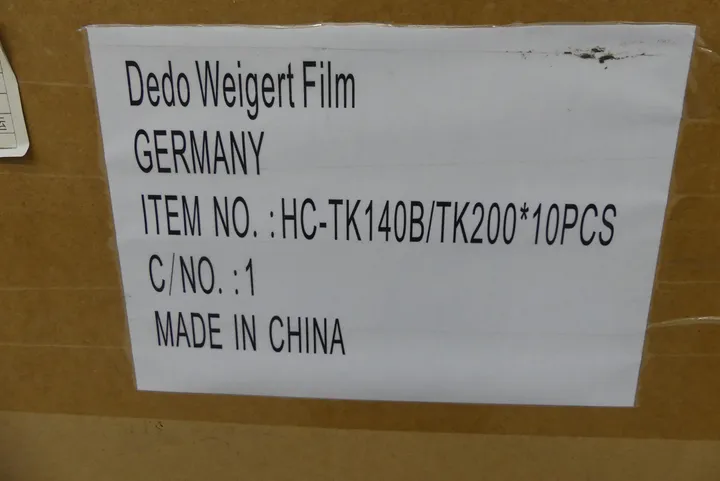 Dedo Weigert Film
GERMANY
ITEM NO. : HC-TK140B/TK200*10PCS
C/NO. : 1
MADE IN CHINA